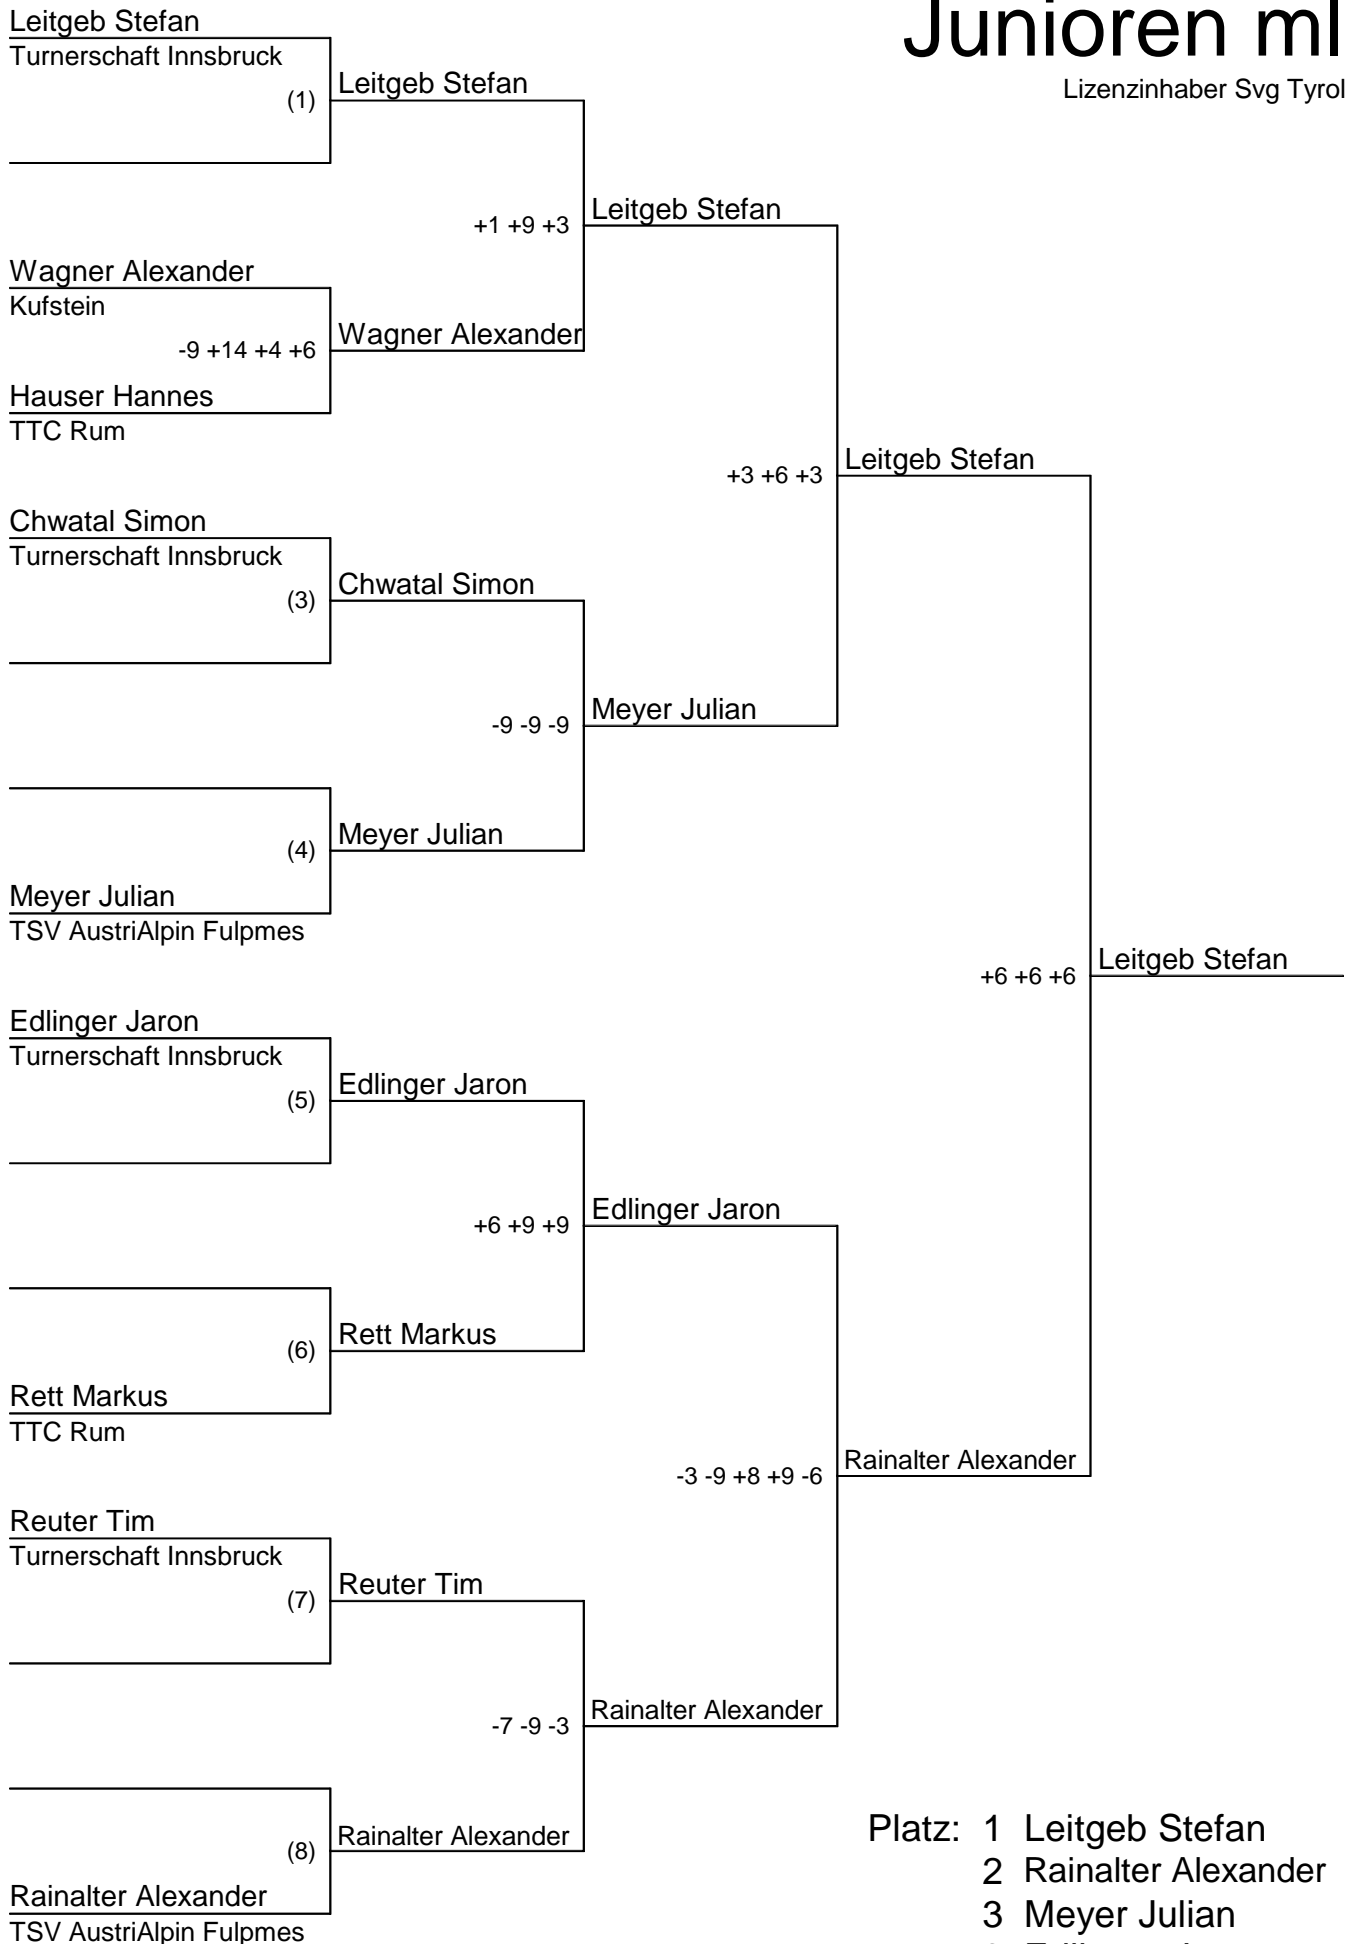 Junioren ml
Lizenzinhaber Svg Tyrol
Leitgeb Stefan
Turnerschaft Innsbruck
(1)
Leitgeb Stefan
+1 +9 +3
Leitgeb Stefan
Wagner Alexander
Kufstein
-9 +14 +4 +6
Wagner Alexander
Hauser Hannes
TTC Rum
+3 +6 +3
Leitgeb Stefan
Chwatal Simon
Turnerschaft Innsbruck
(3)
Chwatal Simon
-9 -9 -9
Meyer Julian
(4)
Meyer Julian
Meyer Julian
TSV AustriAlpin Fulpmes
+6 +6 +6
Leitgeb Stefan
Edlinger Jaron
Turnerschaft Innsbruck
(5)
Edlinger Jaron
+6 +9 +9
Edlinger Jaron
(6)
Rett Markus
Rett Markus
TTC Rum
-3 -9 +8 +9 -6
Rainalter Alexander
Reuter Tim
Turnerschaft Innsbruck
(7)
Reuter Tim
-7 -9 -3
Rainalter Alexander
(8)
Rainalter Alexander
Rainalter Alexander
TSV AustriAlpin Fulpmes
Platz: 1 Leitgeb Stefan
2 Rainalter Alexander
3 Meyer Julian